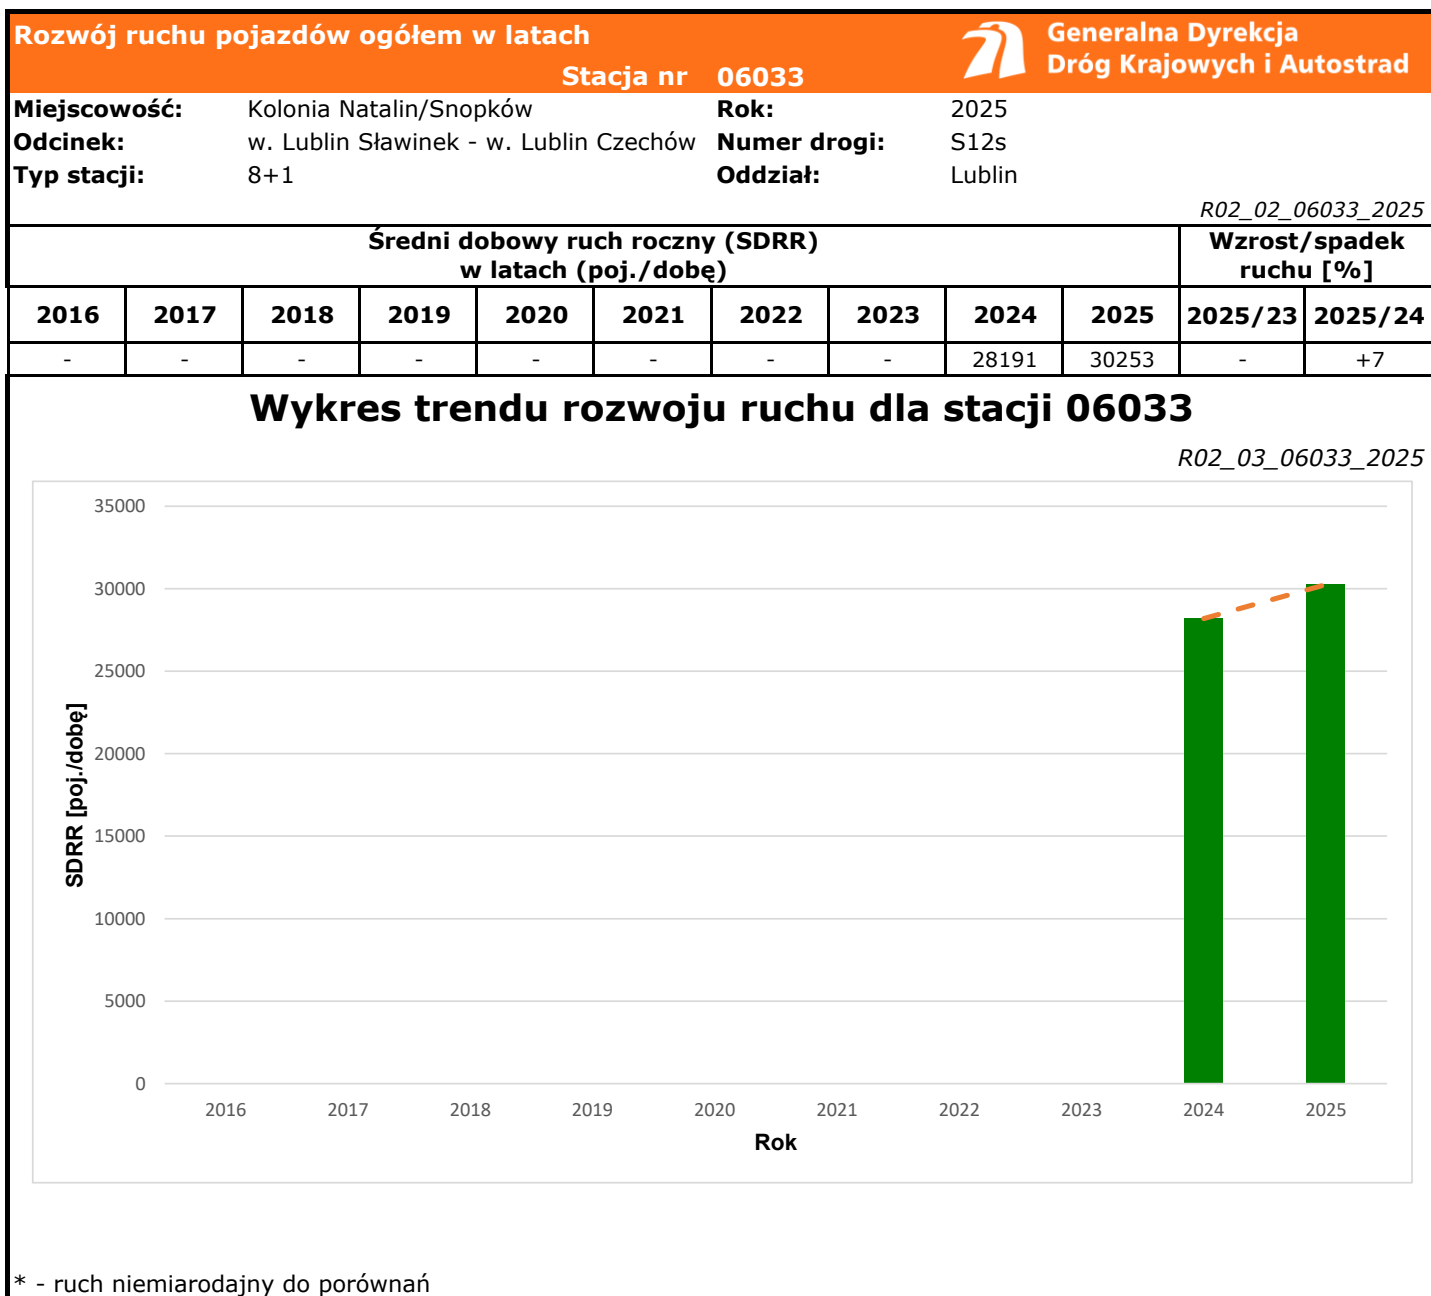 Rozwój ruchu pojazdów ogółem w latach
Generalna Dyrekcja
Dróg Krajowych i Autostrad
Stacja nr 06033
Miejscowość: Kolonia Natalin/Snopków Rok: 2025
Odcinek: w. Lublin Sławinek - w. Lublin Czechów Numer drogi: S12s
Typ stacji: 8+1 Oddział: Lublin
R02_02_06033_2025
Średni dobowy ruch roczny (SDRR)
w latach (poj./dobę)
Wzrost/spadek
ruchu [%]
2016 2017 2018 2019 2020 2021 2022 2023 2024 2025 2025/23 2025/24
- - - - - - - - 28191 30253 - +7
Wykres trendu rozwoju ruchu dla stacji 06033
R02_03_06033_2025
35000
30000
25000
20000
15000
10000
5000
0
SDRR [poj./dobę]
2016 2017 2018 2019 2020 2021 2022 2023 2024 2025
Rok
* - ruch niemiarodajny do porównań